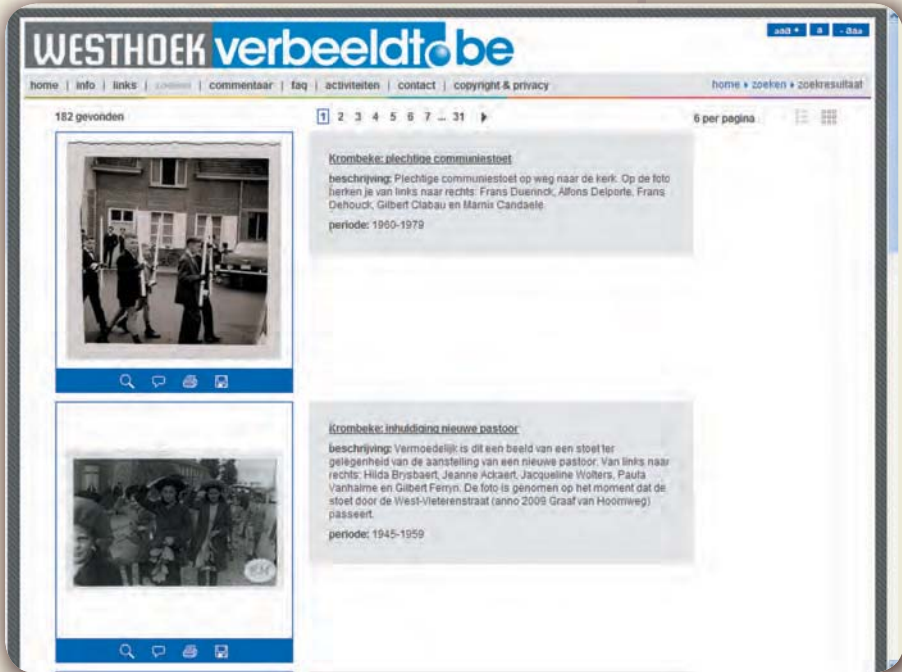 aaa + a - aaa
WESTHOEK verbeeldt.be
home | info | links | zoeken | commentaar | faq | activiteiten | contact | copyright & privacy
home zoeken zoekresultaat
182 gevonden
1 2 3 4 5 6 7 ... 31
6 per pagina
Krombeke: plechtige communiestoet
beschrijving: Plechtige communiestoet op weg naar de kerk. Op de foto
herken je van links naar rechts: Frans Duerinck, Alfons Delporte, Frans
Dehouck, Gilbert Clabau en Marnix Candaele.
periode: 1960-1979
Krombeke: inhuldiging nieuwe pastoor
beschrijving: Vermoedelijk is dit een beeld van een stoet ter
gelegenheid van de aanstelling van een nieuwe pastoor. Van links naar
rechts: Hilda Brysbaert, Jeanne Ackaert, Jacqueline Wolters, Paula
Vanhalme en Gilbert Ferryn. De foto is genomen op het moment dat de
stoet door de West-Vleterenstraat (anno 2009 Graaf van Hoornweg)
passeert.
periode: 1945-1959